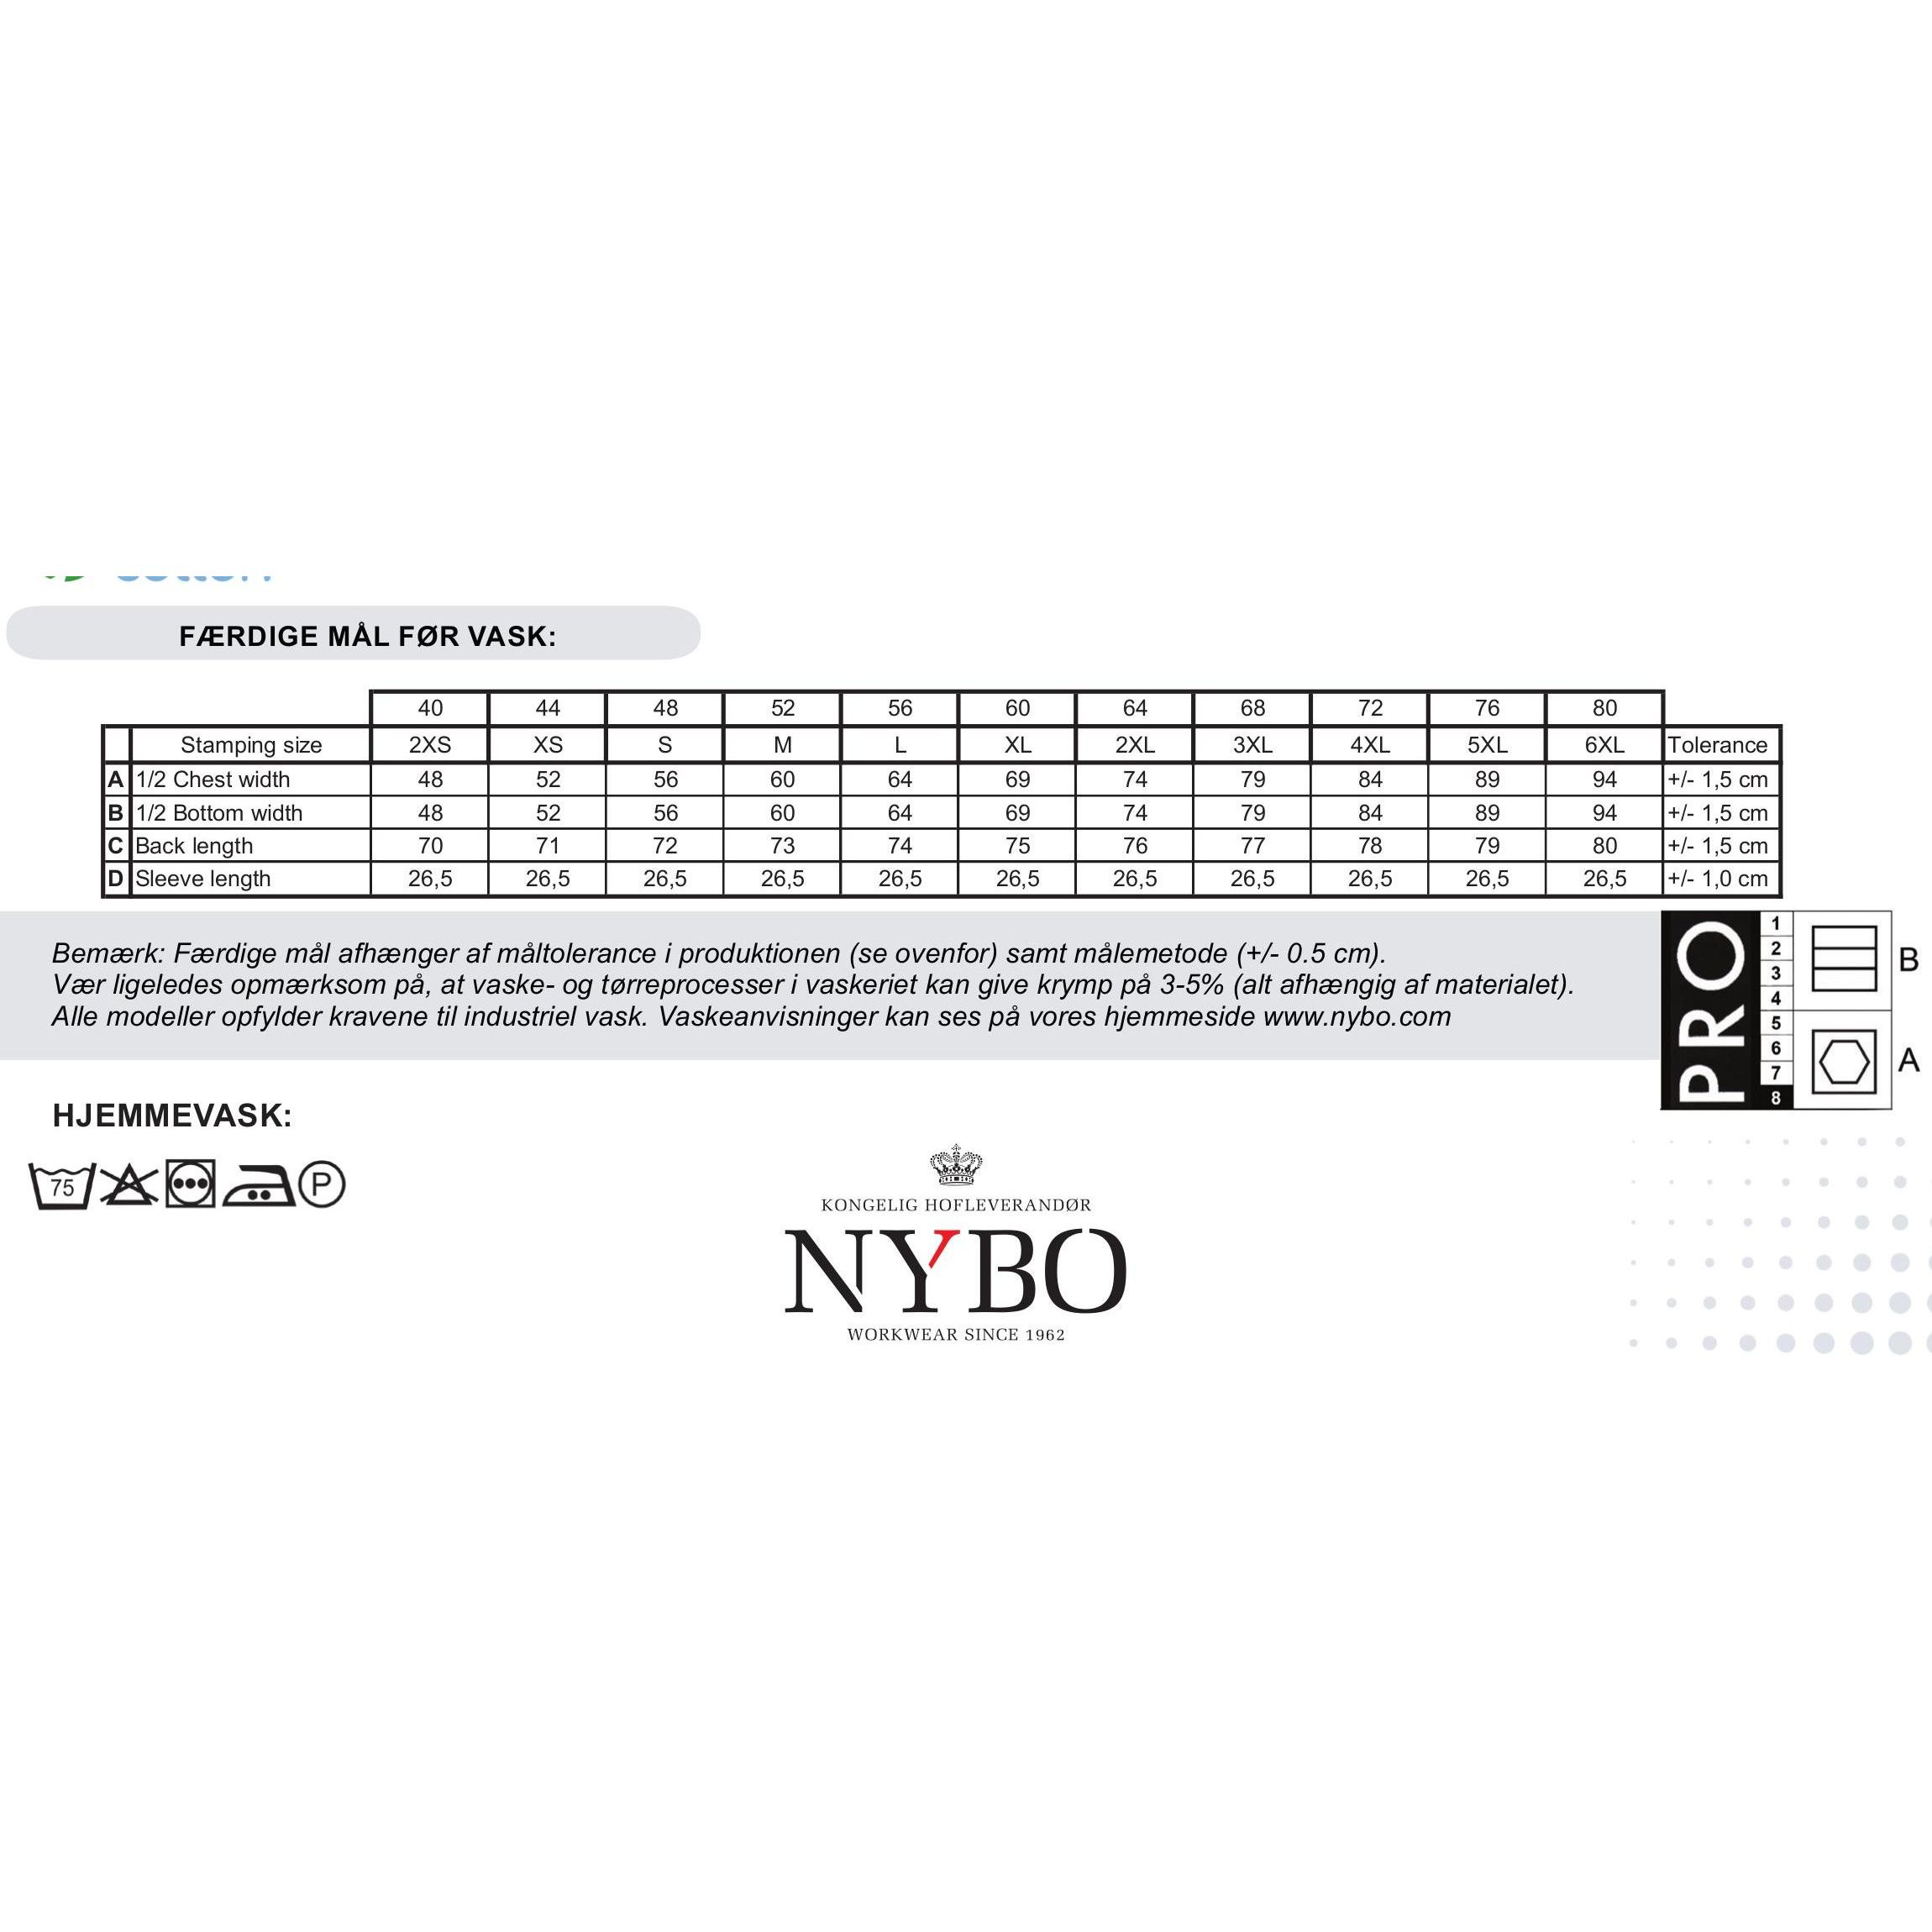 FÆRDIGE MÅL FØR VASK:
40 44 48 52 56 60 64 68 72 76 80
Stamping size 2XS XS S M L XL 2XL 3XL 4XL 5XL 6XL Tolerance
A 1/2 Chest width 48 52 56 60 64 69 74 79 84 89 94 +/- 1,5 cm
B 1/2 Bottom width 48 52 56 60 64 69 74 79 84 89 94 +/- 1,5 cm
C Back length 70 71 72 73 74 75 76 77 78 79 80 +/- 1,5 cm
D Sleeve length 26,5 26,5 26,5 26,5 26,5 26,5 26,5 26,5 26,5 26,5 26,5 +/- 1,0 cm
Bemærk: Færdige mål afhænger af måltolerance i produktionen (se ovenfor) samt målemetode (+/- 0.5 cm).
Vær ligeledes opmærksom på, at vaske- og tørreprocesser i vaskeriet kan give krymp på 3-5% (alt afhængig af materialet).
Alle modeller opfylder kravene til industriel vask. Vaskeanvisninger kan ses på vores hjemmeside www.nybo.com
PRO
1
2
3
4
5
6
7
8
B
A
HJEMMEVASK:
75 P
KONGELIG HOFLEVERANDØR
NYBO
WORKWEAR SINCE 1962